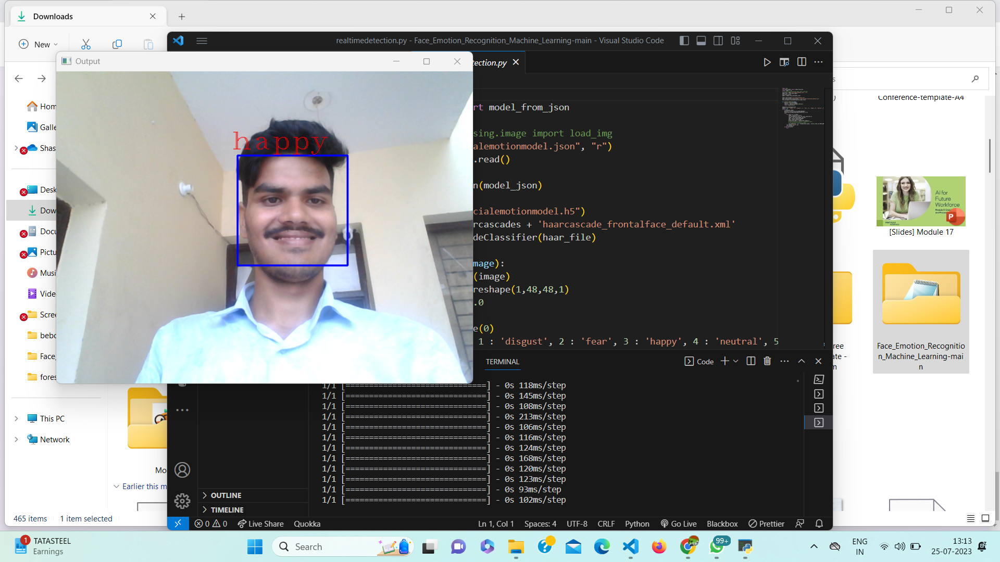 Downloads
New
realtimedetection.py - Face_Emotion_Recognition_Machine_Learning-main - Visual Studio Code
Output
ection.py
happy
rt model_from_json
sing.image import load_img
alemotionmodel.json", "r")
.read()
n(model_json)
cialemotionmodel.h5")
rcascades + 'haarcascade_frontalface_default.xml'
deClassifier(haar_file)
mage):
(image)
reshape(1,48,48,1)
.0
e(0)
1 : 'disgust', 2 : 'fear', 3 : 'happy', 4 : 'neutral', 5
Hom
Galle
Shas
Desk
Dow
Docu
Pictu
Musi
Vide
Scree
bebo
Face_
fores
This PC
Network
Mo
Earlier this m
465 items 1 item selected
s
)
Conference-template-A4
AI for
Future
Workforce
[Slides] Module 17
ree
ate -
m
Face_Emotion_Recognitio
n_Machine_Learning-mai
n
TERMINAL
Code
1/1 [==============================] - 0s 118ms/step
1/1 [==============================] - 0s 145ms/step
1/1 [==============================] - 0s 108ms/step
1/1 [==============================] - 0s 213ms/step
1/1 [==============================] - 0s 106ms/step
1/1 [==============================] - 0s 116ms/step
1/1 [==============================] - 0s 124ms/step
1/1 [==============================] - 0s 168ms/step
1/1 [==============================] - 0s 120ms/step
1/1 [==============================] - 0s 123ms/step
1/1 [==============================] - 0s 93ms/step
1/1 [==============================] - 0s 102ms/step
OUTLINE
TIMELINE
0 0 Live Share Quokka Ln 1, Col 1 Spaces: 4 UTF-8 CRLF Python Go Live Blackbox Prettier
1
TATASTEEL
Earnings
Search
99+
ENG
IN
13:13
25-07-2023